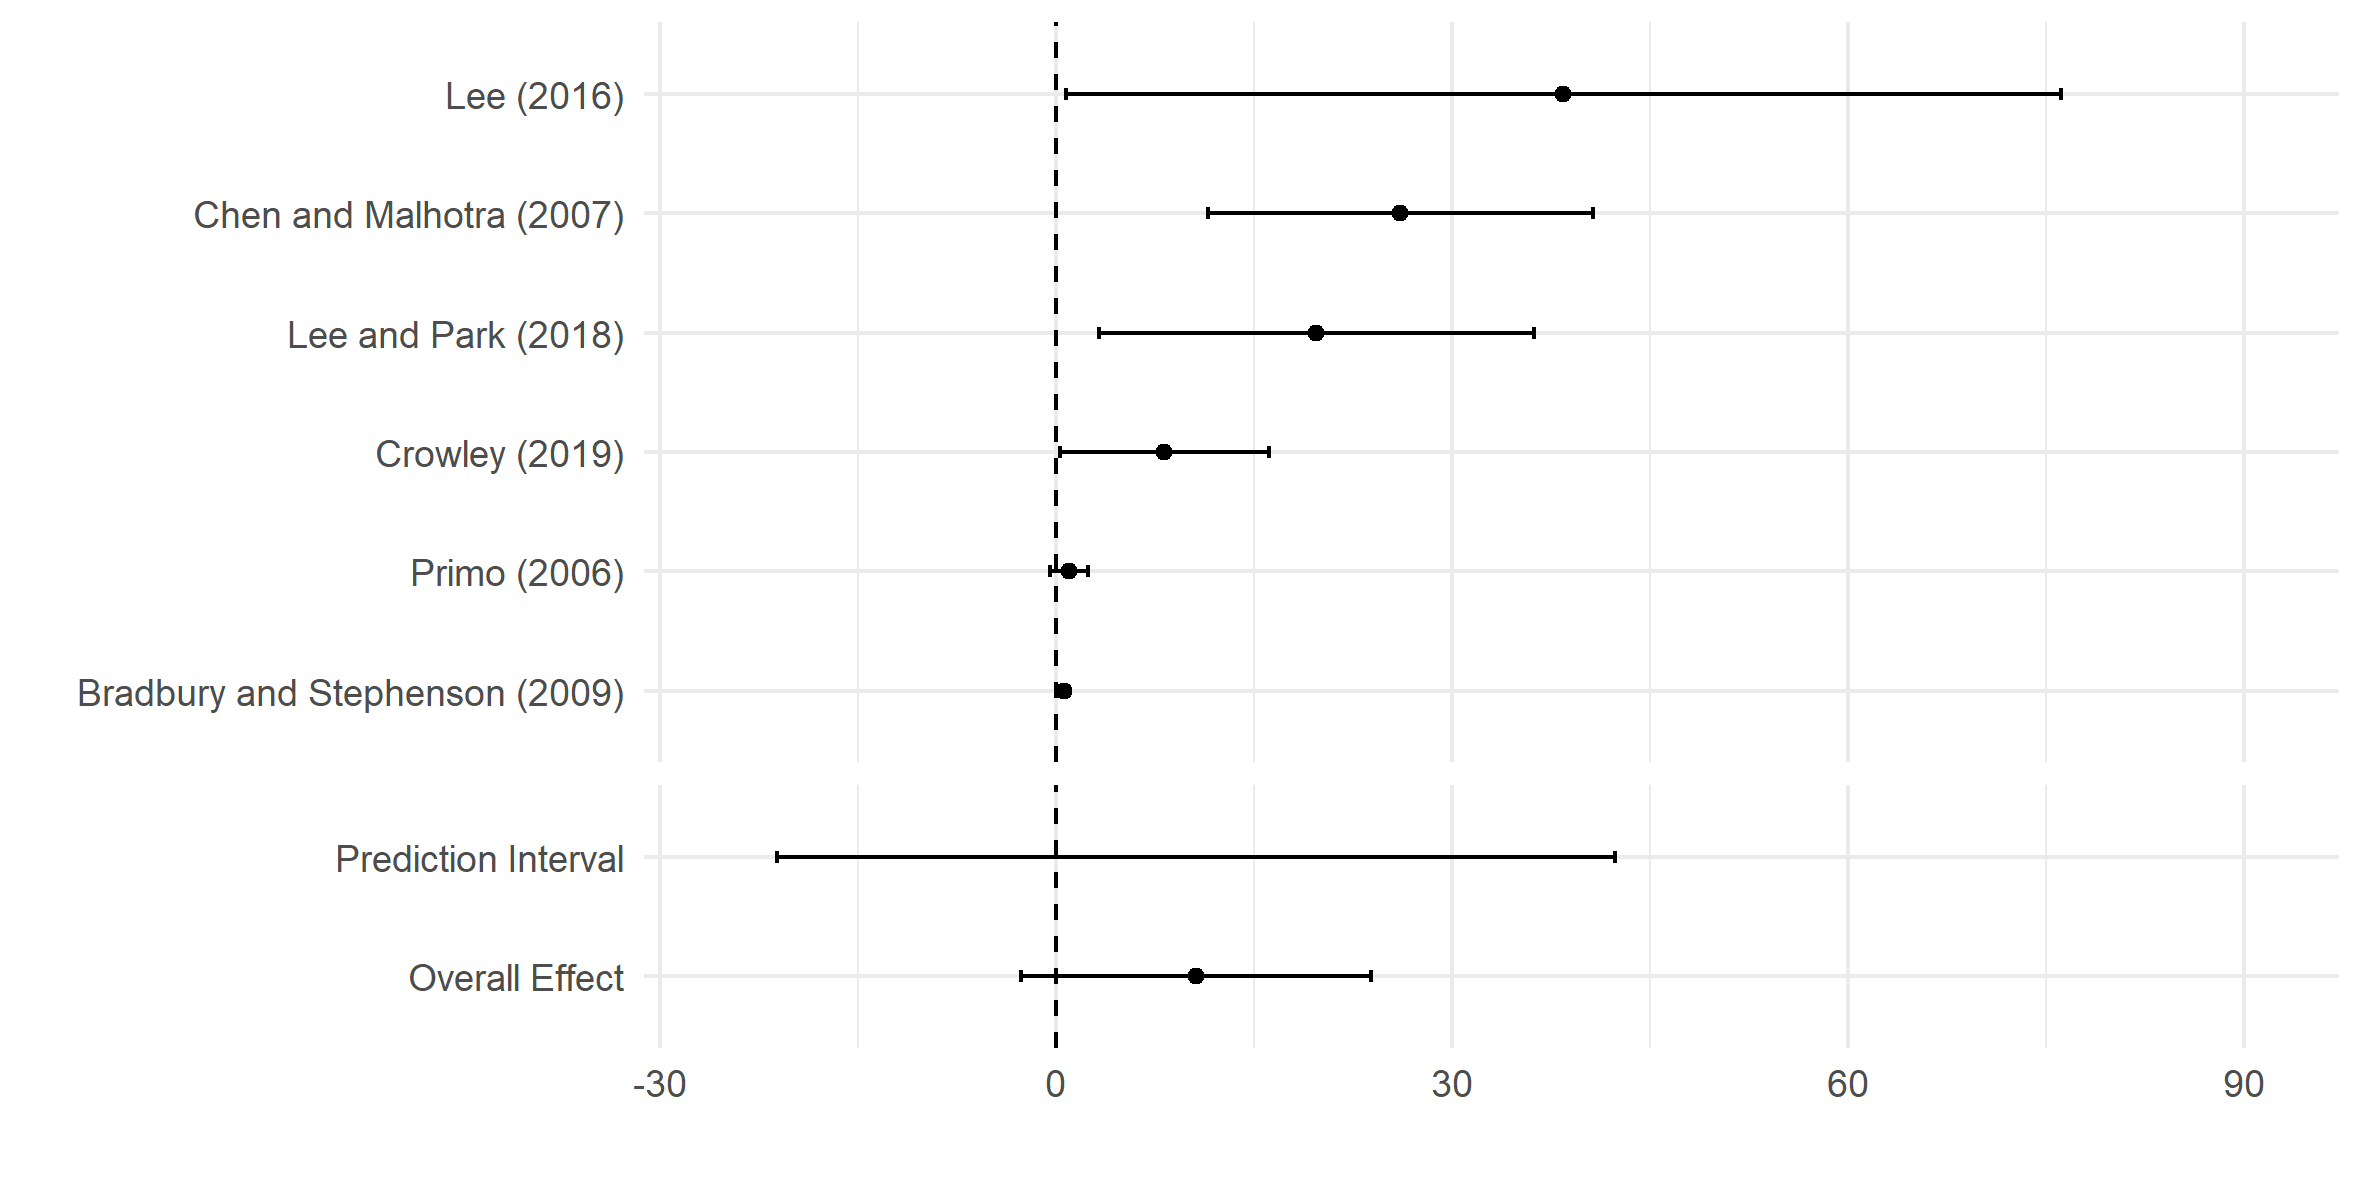 Lee (2016)
Chen and Malhotra (2007)
Lee and Park (2018)
Crowley (2019)
Primo (2006)
Bradbury and Stephenson (2009)
Prediction Interval
Overall Effect
-30 0 30 60 90